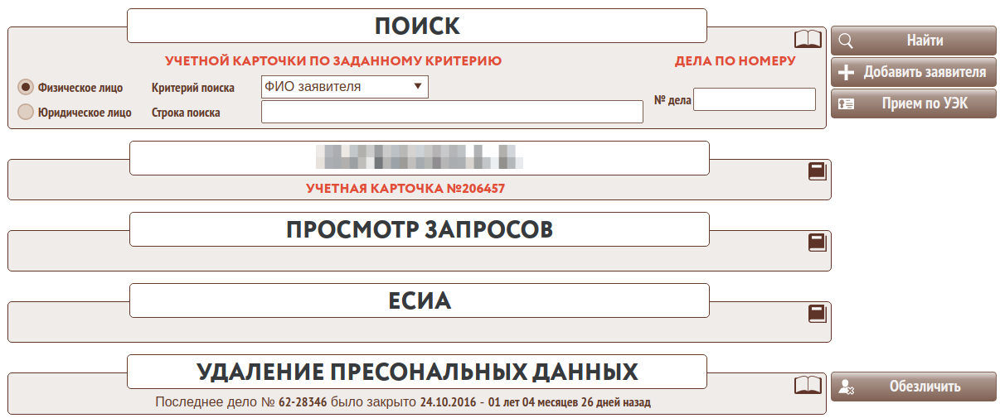 ПОИСК
УЧЕТНОЙ КАРТОЧКИ ПО ЗАДАННОМУ КРИТЕРИЮ
ДЕЛА ПО НОМЕРУ
Физическое лицо
Критерий поиска
ФИО заявителя
Юридическое лицо
Строка поиска
№ дела
Найти
Добавить заявителя
Прием по УЭК
УЧЕТНАЯ КАРТОЧКА №206457
ПРОСМОТР ЗАПРОСОВ
ЕСИА
УДАЛЕНИЕ ПРЕСОНАЛЬНЫХ ДАННЫХ
Последнее дело № 62-28346 было закрыто 24.10.2016 - 01 лет 04 месяцев 26 дней назад
Обезличить